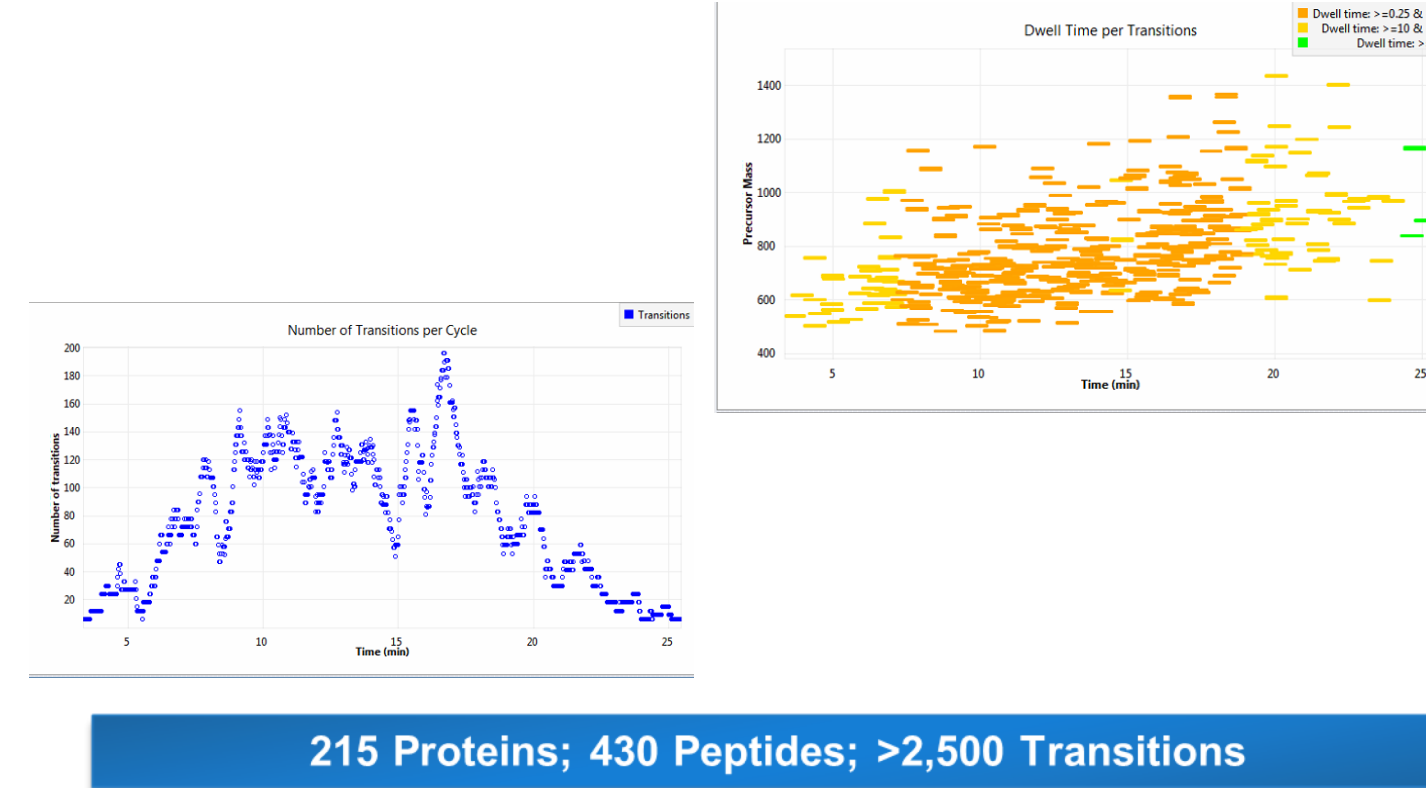 Dwell Time per Transitions
Dwell time: >=0.25 &
Dwell time: >=10 &
Dwell time: >
Precursor Mass
1400
1200
1000
800
600
400
5 10 15 20 25
Time (min)
Number of Transitions per Cycle
Transitions
Number of transitions
200
180
160
140
120
100
80
60
40
20
5 10 15 20 25
Time (min)
215 Proteins; 430 Peptides; >2,500 Transitions